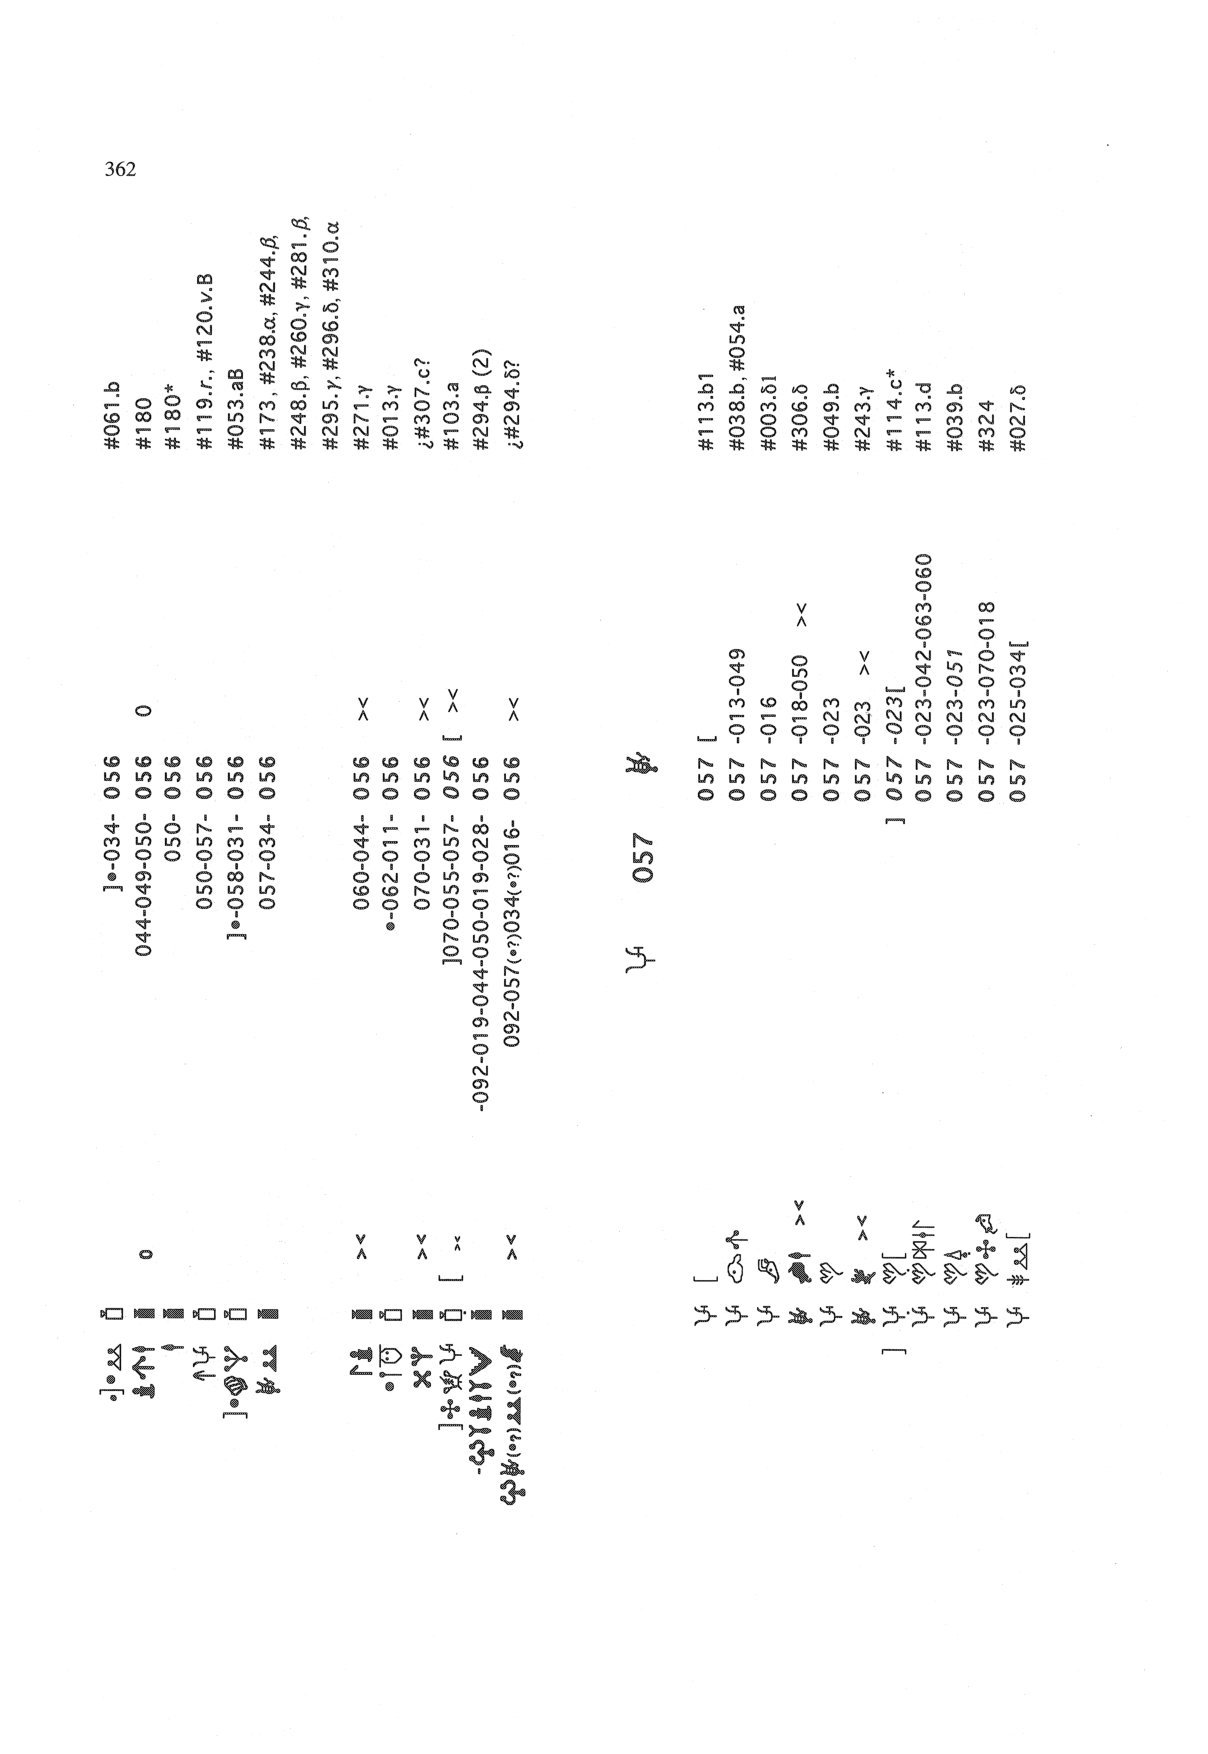 362
]•-034- 056 #061.b
044-049-050- 056 0 #180
050- 056 #180*
050-057- 056 #119.r., #120.v.B
]•-058-031- 056 #053.aB
057-034- 056 #173, #238.α, #244.β,
#248.β, #260.γ, #281.β,
#295.γ, #296.δ, #310.α
060-044- 056 >< #271.γ
•-062-011- 056 #013.γ
070-031- 056 >< ¿#307.c?
]070-055-057- 056 [ >< #103.a
-092-019-044-050-019-028- 056 #294.β (2)
092-057(•?)034(•?)016- 056 >< ¿#294.δ?
057
057 [ #113.b1
057 -013-049 #038.b, #054.a
057 -016 #003.δ1
057 -018-050 >< #306.δ
057 -023 #049.b
057 -023 >< #243.γ
] 057 -023[ #114.c*
057 -023-042-063-060 #113.d
057 -023-051 #039.b
057 -023-070-018 #324
057 -025-034[ #027.δ